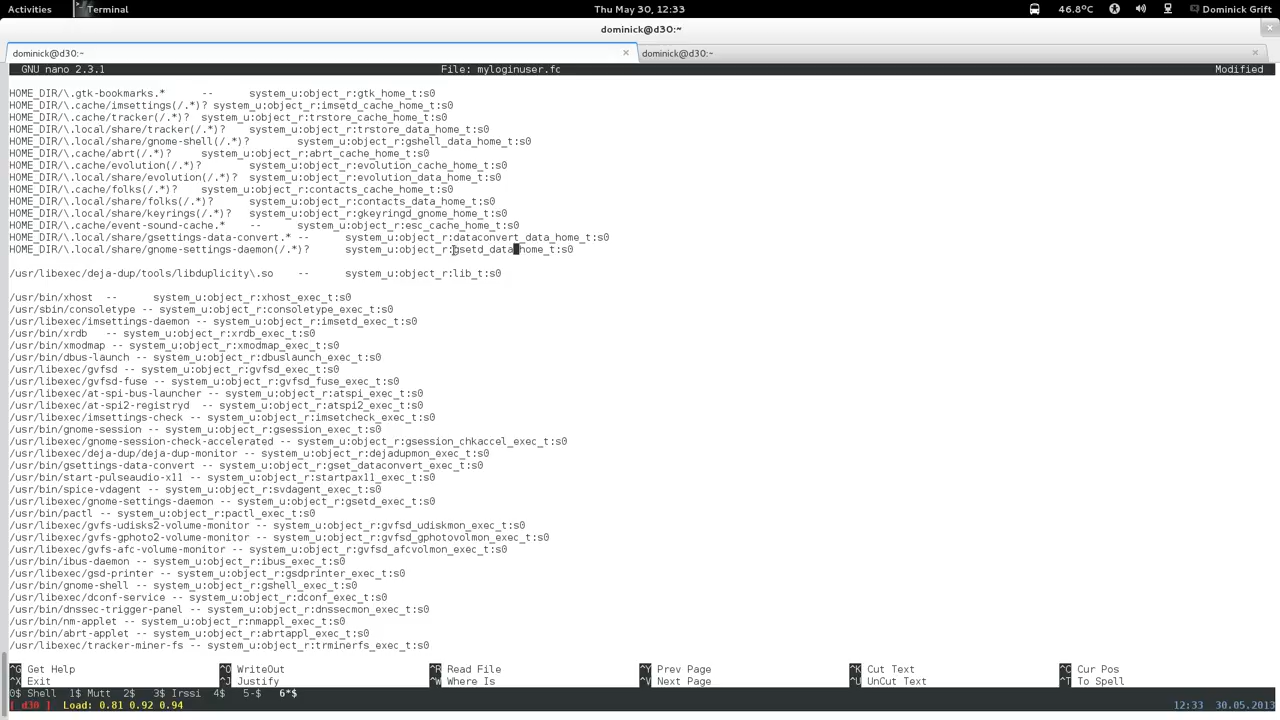 Activities Terminal Thu May 30, 12:33 46.8°C Dominick Grift
dominick@d30:~
dominick@d30:~ × dominick@d30:~ ×
GNU nano 2.3.1 File: myloginuser.fc Modified
HOME_DIR/\.gtk-bookmarks.* -- system_u:object_r:gtk_home_t:s0
HOME_DIR/\.cache/imsettings(/.*)? system_u:object_r:imsetd_cache_home_t:s0
HOME_DIR/\.cache/tracker(/.*)? system_u:object_r:trstore_cache_home_t:s0
HOME_DIR/\.local/share/tracker(/.*)? system_u:object_r:trstore_data_home_t:s0
HOME_DIR/\.local/share/gnome-shell(/.*)? system_u:object_r:gshell_data_home_t:s0
HOME_DIR/\.cache/abrt(/.*)? system_u:object_r:abrt_cache_home_t:s0
HOME_DIR/\.cache/evolution(/.*)? system_u:object_r:evolution_cache_home_t:s0
HOME_DIR/\.local/share/evolution(/.*)? system_u:object_r:evolution_data_home_t:s0
HOME_DIR/\.cache/folks(/.*)? system_u:object_r:contacts_cache_home_t:s0
HOME_DIR/\.local/share/folks(/.*)? system_u:object_r:contacts_data_home_t:s0
HOME_DIR/\.local/share/keyrings(/.*)? system_u:object_r:gkeyringd_gnome_home_t:s0
HOME_DIR/\.cache/event-sound-cache.* -- system_u:object_r:esc_cache_home_t:s0
HOME_DIR/\.local/share/gsettings-data-convert.* -- system_u:object_r:dataconvert_data_home_t:s0
HOME_DIR/\.local/share/gnome-settings-daemon(/.*)? system_u:object_r:gsetd_data_home_t:s0
/usr/libexec/deja-dup/tools/libduplicity\.so -- system_u:object_r:lib_t:s0
/usr/bin/xhost -- system_u:object_r:xhost_exec_t:s0
/usr/sbin/consoletype -- system_u:object_r:consoletype_exec_t:s0
/usr/libexec/imsettings-daemon -- system_u:object_r:imsetd_exec_t:s0
/usr/bin/xrdb -- system_u:object_r:xrdb_exec_t:s0
/usr/bin/xmodmap -- system_u:object_r:xmodmap_exec_t:s0
/usr/bin/dbus-launch -- system_u:object_r:dbuslaunch_exec_t:s0
/usr/libexec/gvfsd -- system_u:object_r:gvfsd_exec_t:s0
/usr/libexec/gvfsd-fuse -- system_u:object_r:gvfsd_fuse_exec_t:s0
/usr/libexec/at-spi-bus-launcher -- system_u:object_r:atspi_exec_t:s0
/usr/libexec/at-spi2-registryd -- system_u:object_r:atspi2_exec_t:s0
/usr/libexec/imsettings-check -- system_u:object_r:imsetcheck_exec_t:s0
/usr/bin/gnome-session -- system_u:object_r:gsession_exec_t:s0
/usr/libexec/gnome-session-check-accelerated -- system_u:object_r:gsession_chkaccel_exec_t:s0
/usr/libexec/deja-dup/deja-dup-monitor -- system_u:object_r:dejadupmon_exec_t:s0
/usr/bin/gsettings-data-convert -- system_u:object_r:gset_dataconvert_exec_t:s0
/usr/bin/start-pulseaudio-x11 -- system_u:object_r:startpax11_exec_t:s0
/usr/bin/spice-vdagent -- system_u:object_r:svdagent_exec_t:s0
/usr/libexec/gnome-settings-daemon -- system_u:object_r:gsetd_exec_t:s0
/usr/bin/pactl -- system_u:object_r:pactl_exec_t:s0
/usr/libexec/gvfs-udisks2-volume-monitor -- system_u:object_r:gvfsd_udiskmon_exec_t:s0
/usr/libexec/gvfs-gphoto2-volume-monitor -- system_u:object_r:gvfsd_gphotovolmon_exec_t:s0
/usr/libexec/gvfs-afc-volume-monitor -- system_u:object_r:gvfsd_afcvolmon_exec_t:s0
/usr/bin/ibus-daemon -- system_u:object_r:ibus_exec_t:s0
/usr/libexec/gsd-printer -- system_u:object_r:gsdprinter_exec_t:s0
/usr/bin/gnome-shell -- system_u:object_r:gshell_exec_t:s0
/usr/libexec/dconf-service -- system_u:object_r:dconf_exec_t:s0
/usr/bin/dnssec-trigger-panel -- system_u:object_r:dnssecmon_exec_t:s0
/usr/bin/nm-applet -- system_u:object_r:nmappl_exec_t:s0
/usr/bin/abrt-applet -- system_u:object_r:abrtappl_exec_t:s0
/usr/libexec/tracker-miner-fs -- system_u:object_r:trminerfs_exec_t:s0
^G Get Help ^O WriteOut ^R Read File ^Y Prev Page ^K Cut Text ^C Cur Pos
^X Exit ^J Justify ^W Where Is ^V Next Page ^U UnCut Text ^T To Spell
0$ Shell 1$ Mutt 2$ 3$ Irssi 4$ 5-$ 6*$
[ d30 ] Load: 0.81 0.92 0.94 12:33 30.05.2013